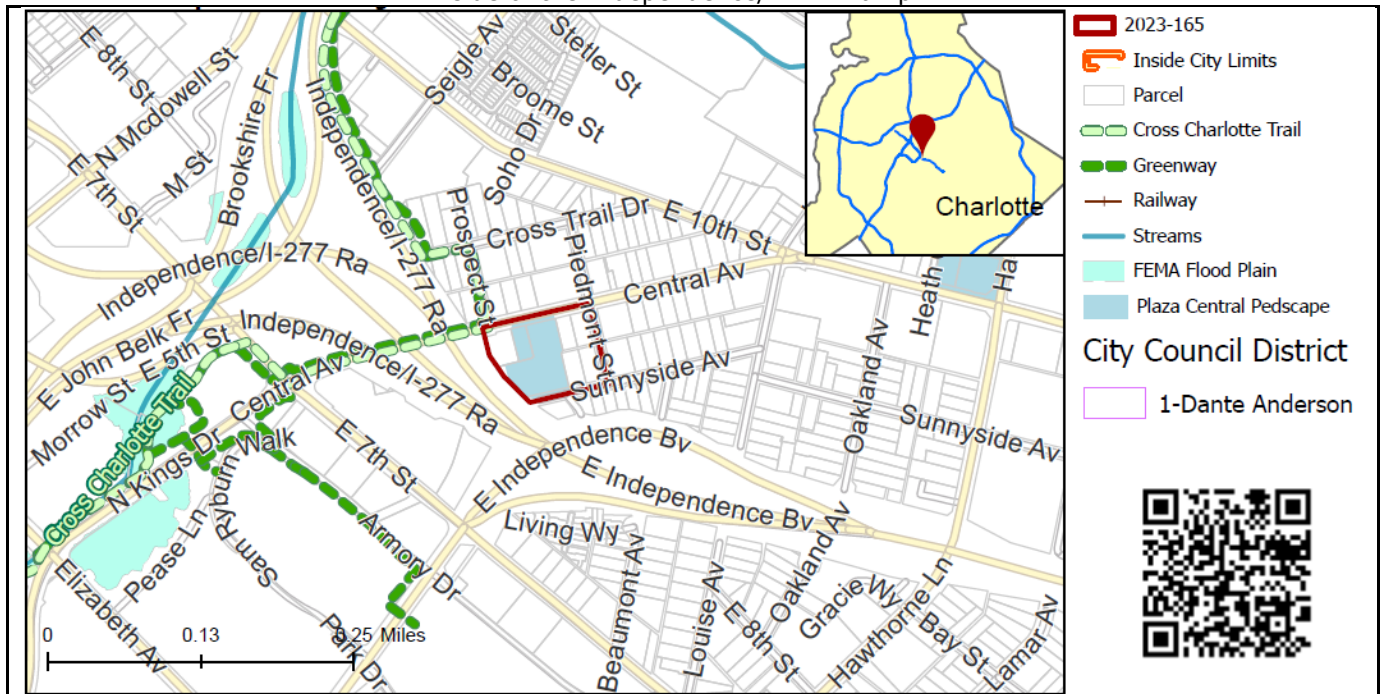 E 8th St
N Mcdowell St
E 7th St
M St
Brookshire Fr
Independence/I-277 Ra
Seigle Av
Stetler St
Broome St
Soho Dr
Prospect St
Cross Trail Dr
E 10th St
Piedmont St
Central Av
Charlotte
Heath
Ha
Independence/I-277 Ra
E John Belk Fr
E 5th St
Morrow St
Independence/I-277 Ra
Central Av
Cross Charlotte Trail
N Kings Dr
Walk
Sunnyside Av
Oakland Av
Sunnyside Av
E 7th St
E Independence Bv
E Independence Bv
Living Wy
Armory Dr
Pease Ln
Sam Ryburn
Elizabeth Av
Park Dr
Beaumont Av
Louise Av
E 8th St
Oakland Av
Gracie Wy
Bay St
Hawthorne Ln
Lamar Av
0 0.13 0.25 Miles
2023-165
Inside City Limits
Parcel
Cross Charlotte Trail
Greenway
Railway
Streams
FEMA Flood Plain
Plaza Central Pedscape
City Council District
1-Dante Anderson